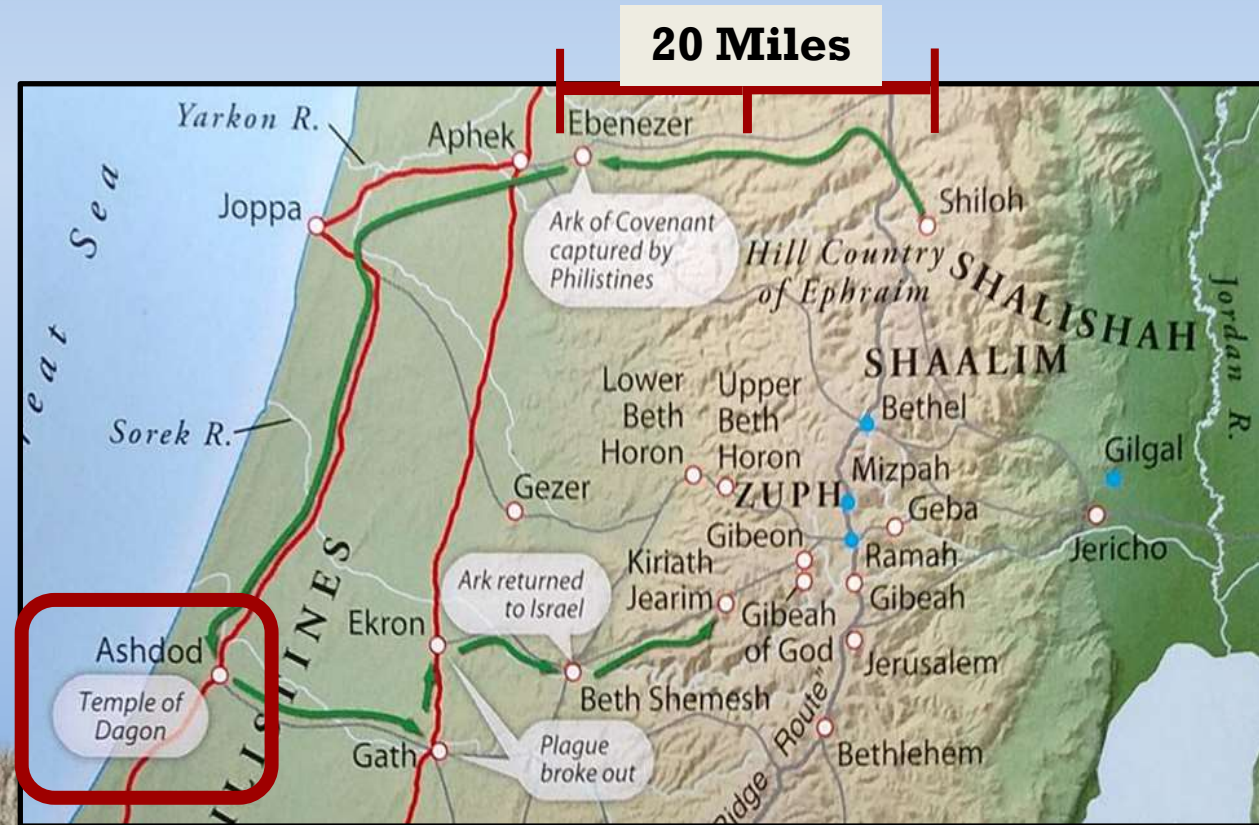 20 Miles
Yarkon R.
Aphek
Ebenezer
Joppa
Shiloh
Ark of Covenant
captured by
Philistines
Hill Country
of Ephraim
SHALISHAH
SHAALIM
Jordan R.
eat Sea
Lower
Beth
Horon
Upper
Beth
Horon
Bethel
Gilgal
Sorek R.
Mizpah
Gezer
ZUPH
Geba
Gibeon
Ramah
Jericho
Kiriath
Jearim
Ark returned
to Israel
Gibeah
Ekron
Gibeah
of God
Ashdod
Jerusalem
Temple of
Dagon
ILISTINES
Beth Shemesh
Gath
Plague
broke out
Bethlehem
Ridge Route"